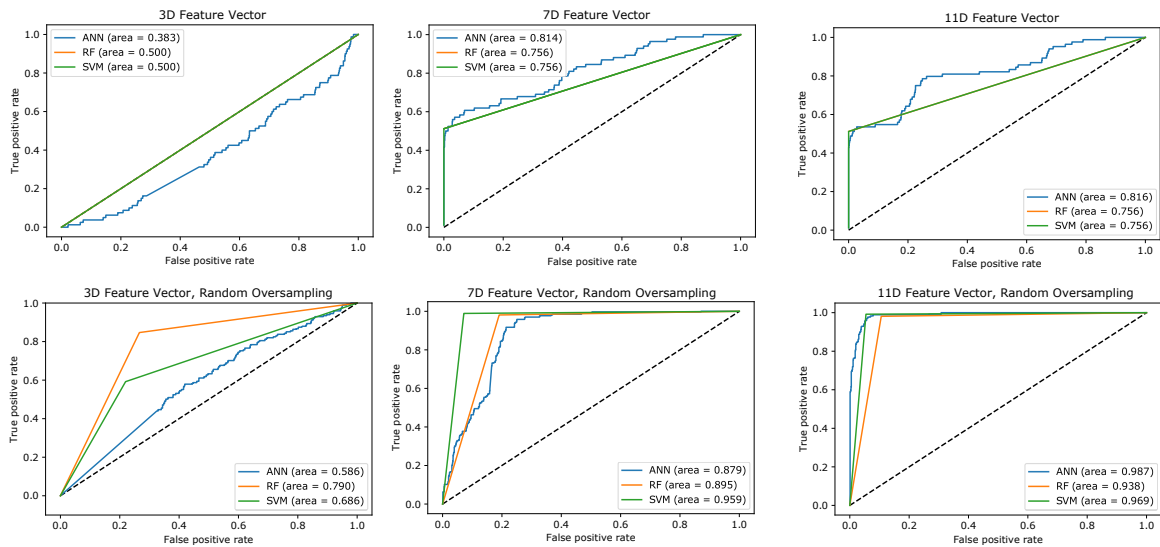 3D Feature Vector
1.0
0.8
0.6
0.4
0.2
0.0
True positive rate
ANN (area = 0.383)
RF (area = 0.500)
SVM (area = 0.500)
0.0 0.2 0.4 0.6 0.8 1.0
False positive rate
7D Feature Vector
1.0
0.8
0.6
0.4
0.2
0.0
True positive rate
ANN (area = 0.814)
RF (area = 0.756)
SVM (area = 0.756)
0.0 0.2 0.4 0.6 0.8 1.0
False positive rate
11D Feature Vector
1.0
0.8
0.6
0.4
0.2
0.0
True positive rate
ANN (area = 0.816)
RF (area = 0.756)
SVM (area = 0.756)
0.0 0.2 0.4 0.6 0.8 1.0
False positive rate
3D Feature Vector, Random Oversampling
1.0
0.8
0.6
0.4
0.2
0.0
True positive rate
ANN (area = 0.586)
RF (area = 0.790)
SVM (area = 0.686)
0.0 0.2 0.4 0.6 0.8 1.0
False positive rate
7D Feature Vector, Random Oversampling
1.0
0.8
0.6
0.4
0.2
0.0
True positive rate
ANN (area = 0.879)
RF (area = 0.895)
SVM (area = 0.959)
0.0 0.2 0.4 0.6 0.8 1.0
False positive rate
11D Feature Vector, Random Oversampling
1.0
0.8
0.6
0.4
0.2
0.0
True positive rate
ANN (area = 0.987)
RF (area = 0.938)
SVM (area = 0.969)
0.0 0.2 0.4 0.6 0.8 1.0
False positive rate